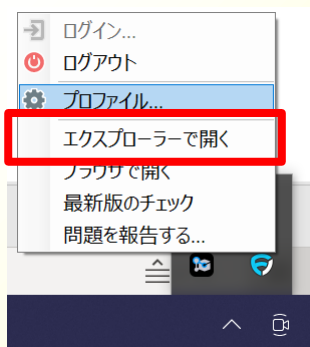 ログイン...
ログアウト
プロファイル...
エクスプローラーで開く
ブラウザで開く
最新版のチェック
問題を報告する...